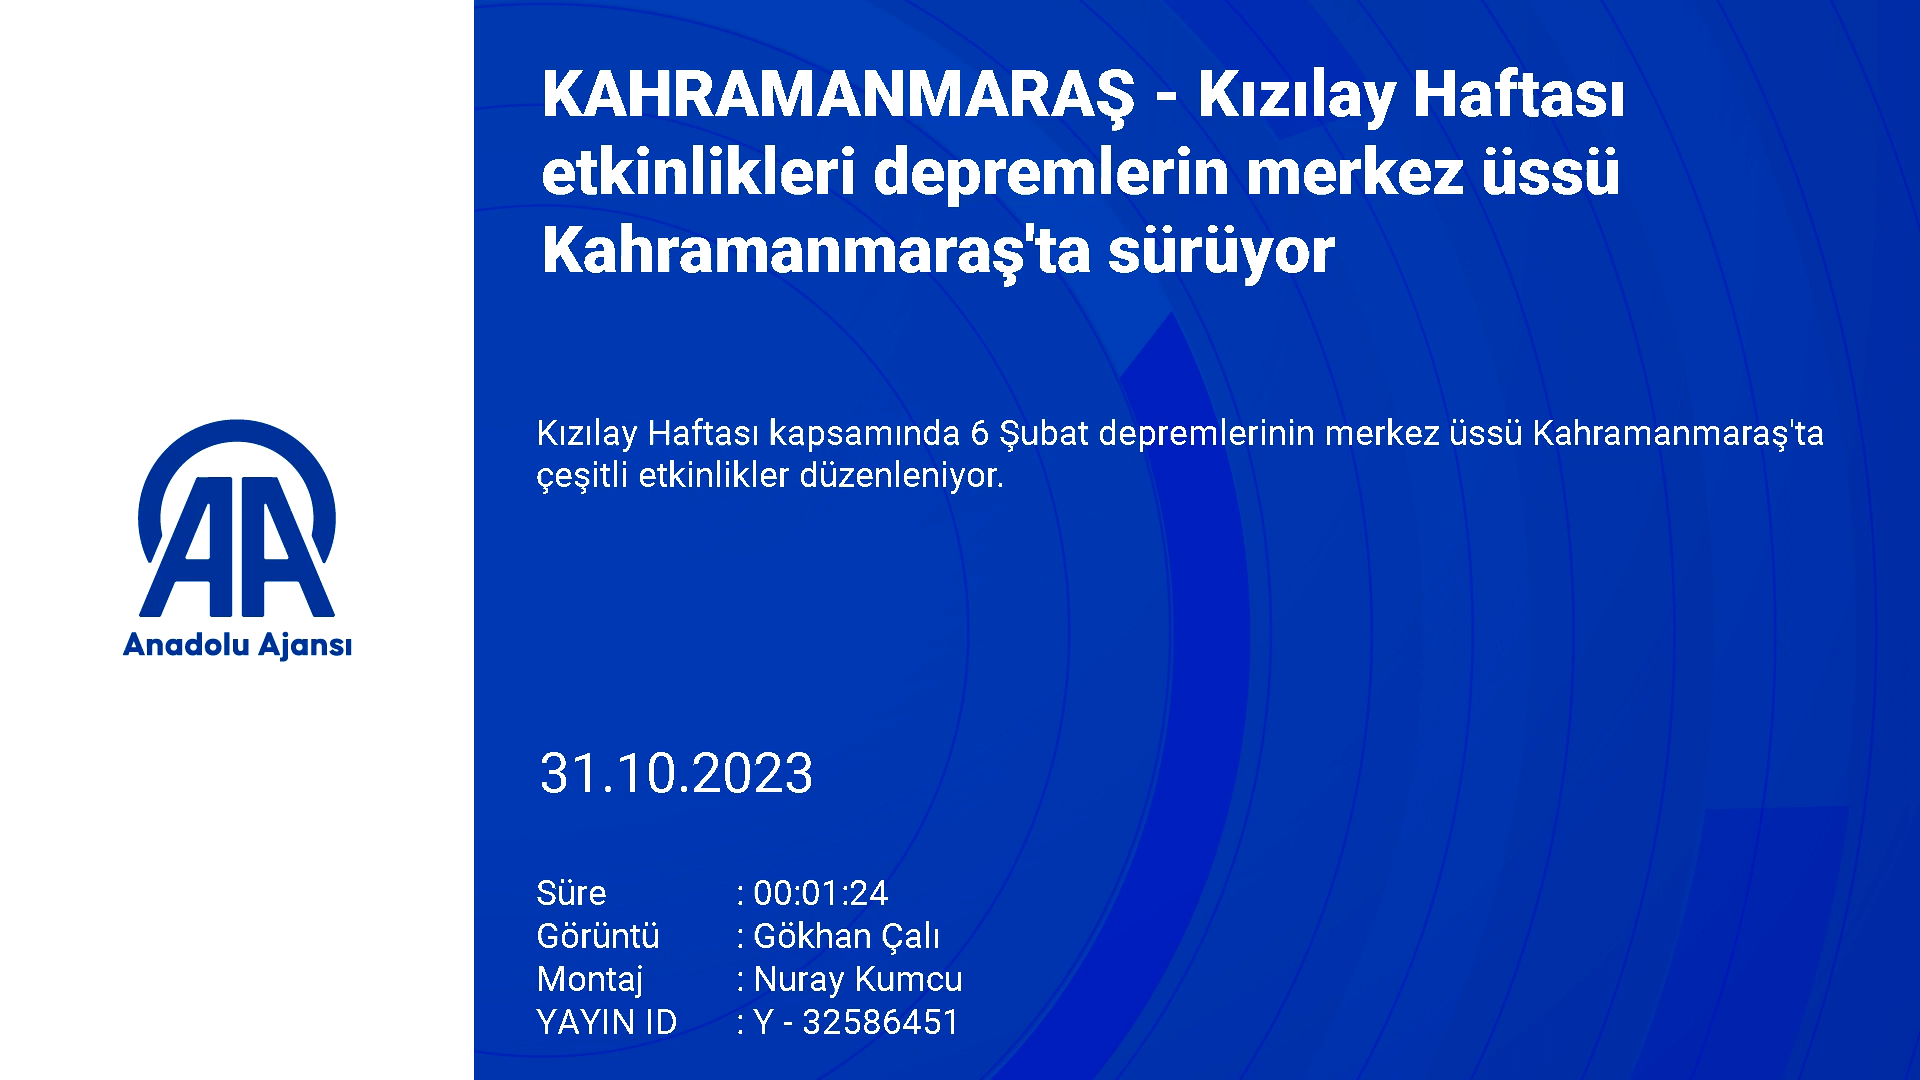 KAHRAMANMARAŞ - Kızılay Haftası
etkinlikleri depremlerin merkez üssü
Kahramanmaraş'ta sürüyor
Kızılay Haftası kapsamında 6 Şubat depremlerinin merkez üssü Kahramanmaraş'ta
çeşitli etkinlikler düzenleniyor.
AA
Anadolu Ajansı
31.10.2023
Süre : 00:01:24
Görüntü : Gökhan Çalı
Montaj : Nuray Kumcu
YAYIN ID : Y - 32586451